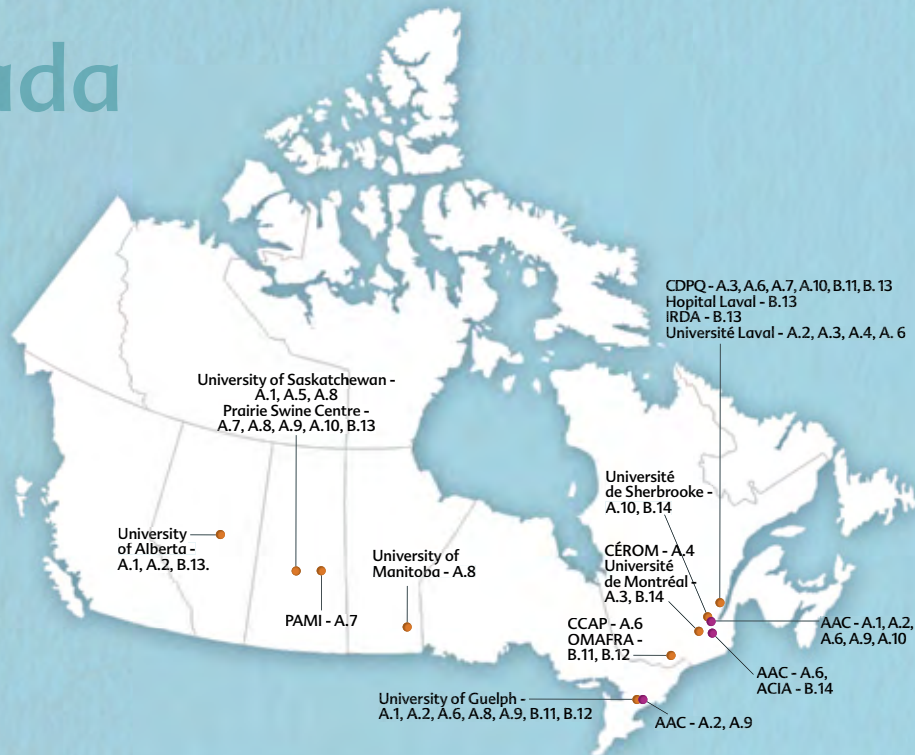 ada
CDPQ - A.3, A.6, A.7, A.10, B.11, B. 13
Hopital Laval - B.13
IRDA - B.13
Université Laval - A.2, A.3, A.4, A. 6
University of Saskatchewan -
A.1, A.5, A.8
Prairie Swine Centre -
A.7, A.8, A.9, A.10, B.13
Université
de Sherbrooke -
A.10, B.14
University
of Alberta -
A.1, A.2, B.13.
University of
Manitoba - A.8
CÉROM - A.4
Université
de Montréal -
A.3, B.14
PAMI - A.7
CCAP - A.6
OMAFRA -
B.11, B.12
AAC - A.1, A.2,
A.6, A.9, A.10
AAC - A.6,
ACIA - B.14
University of Guelph -
A.1, A.2, A.6, A.8, A.9, B.11, B.12
AAC - A.2, A.9